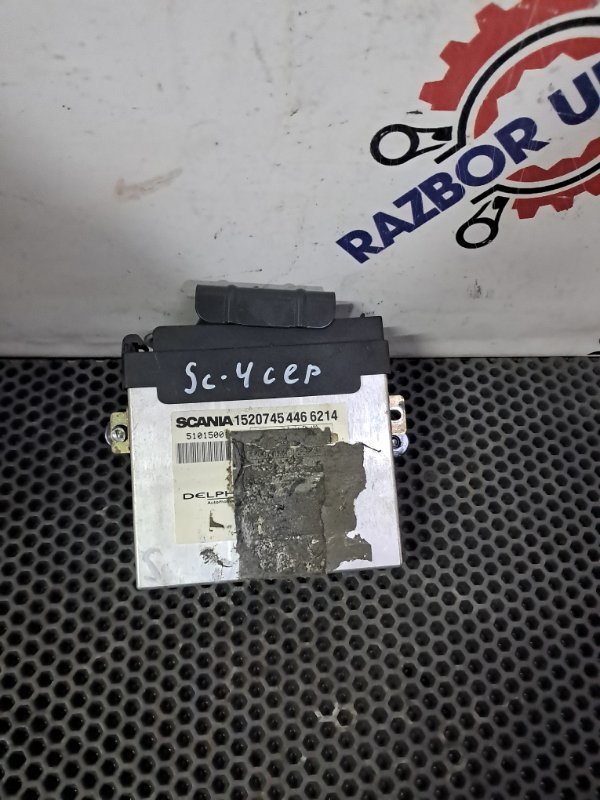 RAZBOR
Sc-4 сер
SCANIA 1520745 446 6214
5101500
DELPH